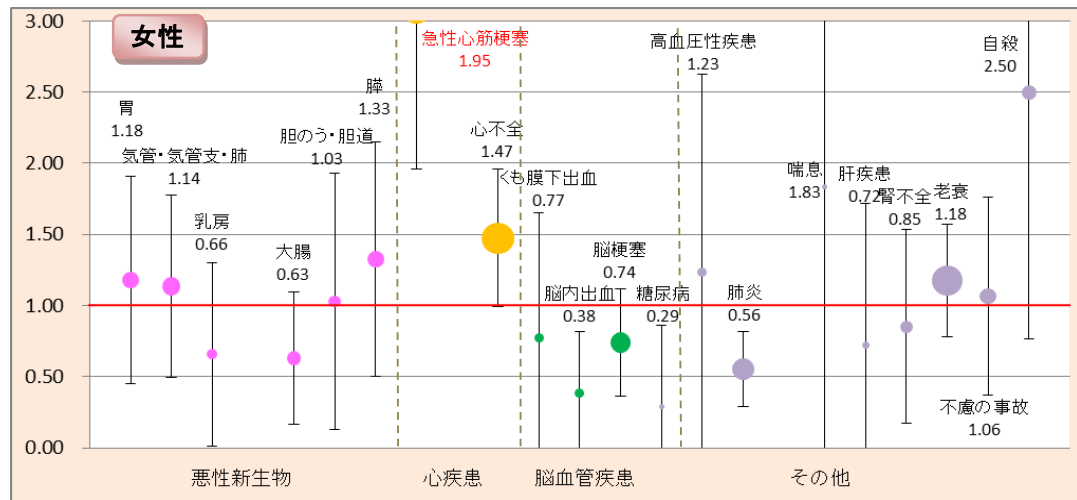 女性
3.00
2.50
2.00
1.50
1.00
0.50
0.00
胃
1.18
気管・気管支・肺
1.14
乳房
0.66
大腸
0.63
胆のう・胆道
1.03
膵
1.33
急性心筋梗塞
1.95
心不全
1.47
くも膜下出血
0.77
脳内出血
0.38
脳梗塞
0.74
糖尿病
0.29
高血圧性疾患
1.23
肺炎
0.56
喘息
1.83
肝疾患
0.72
腎不全
0.85
老衰
1.18
不慮の事故
1.06
自殺
2.50
悪性新生物
心疾患
脳血管疾患
その他